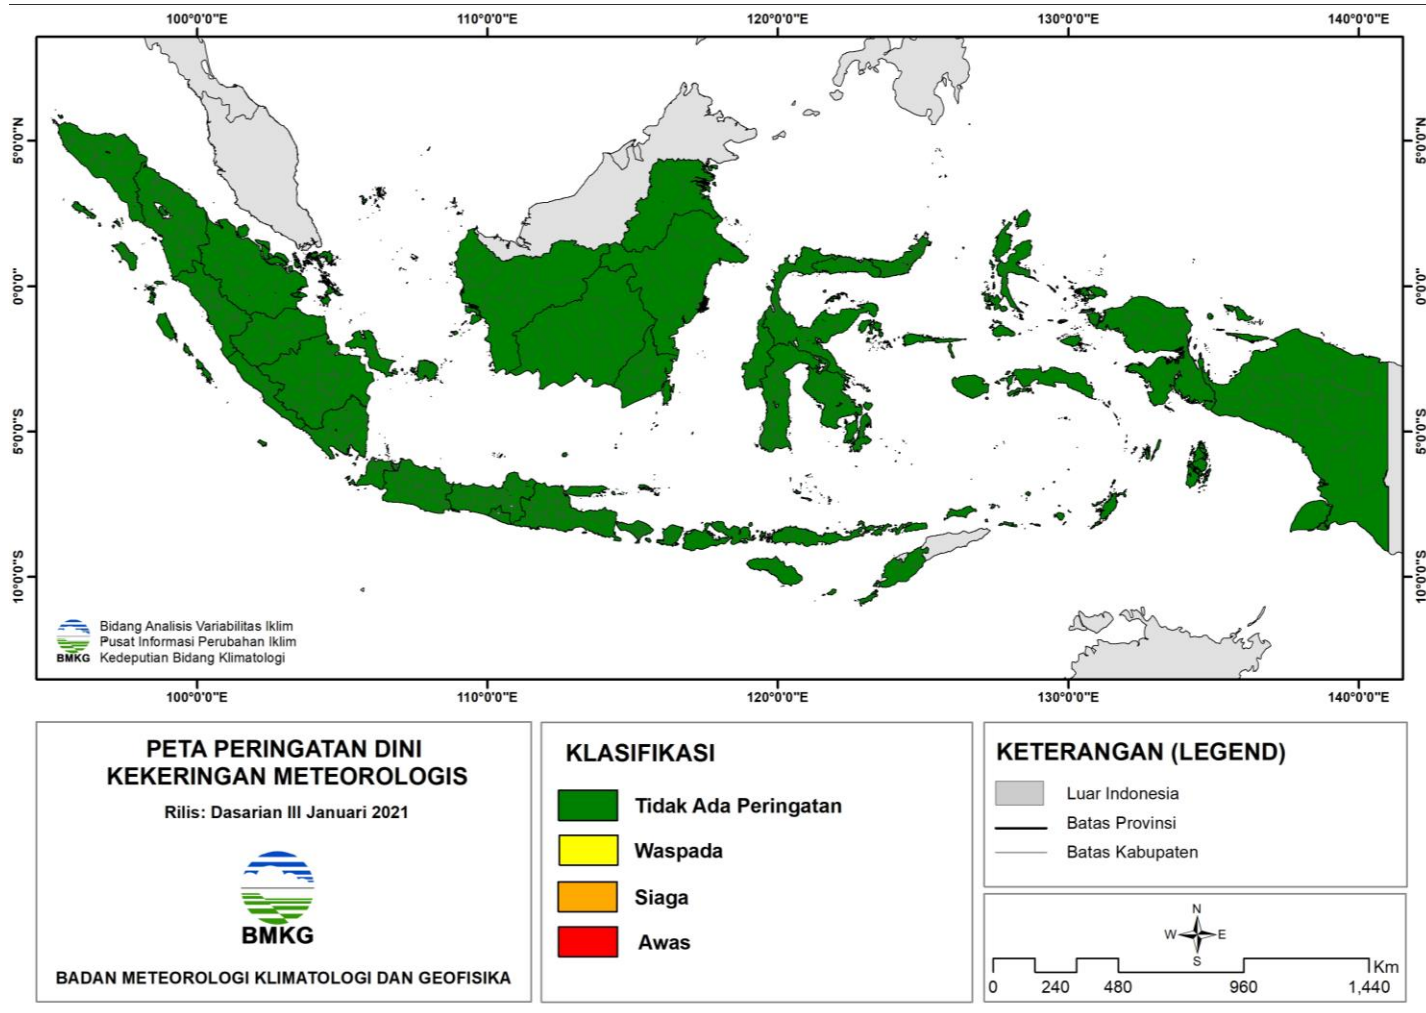 100°0'0"E 110°0'0"E 120°0'0"E 130°0'0"E 140°0'0"E
5°0'0"N 5°0'0"N
0°0'0" 0°0'0"
5°0'0"S 5°0'0"S
10°0'0"S 10°0'0"S
Bidang Analisis Variabilitas Iklim
Pusat Informasi Perubahan Iklim
BMKG Kedeputian Bidang Klimatologi
100°0'0"E 110°0'0"E 120°0'0"E 130°0'0"E 140°0'0"E
PETA PERINGATAN DINI
KEKERINGAN METEOROLOGIS
Rilis: Dasarian III Januari 2021
BMKG
BADAN METEOROLOGI KLIMATOLOGI DAN GEOFISIKA
KLASIFIKASI
Tidak Ada Peringatan
Waspada
Siaga
Awas
KETERANGAN (LEGEND)
Luar Indonesia
Batas Provinsi
Batas Kabupaten
N
W E
S
Km
0 240 480 960 1,440